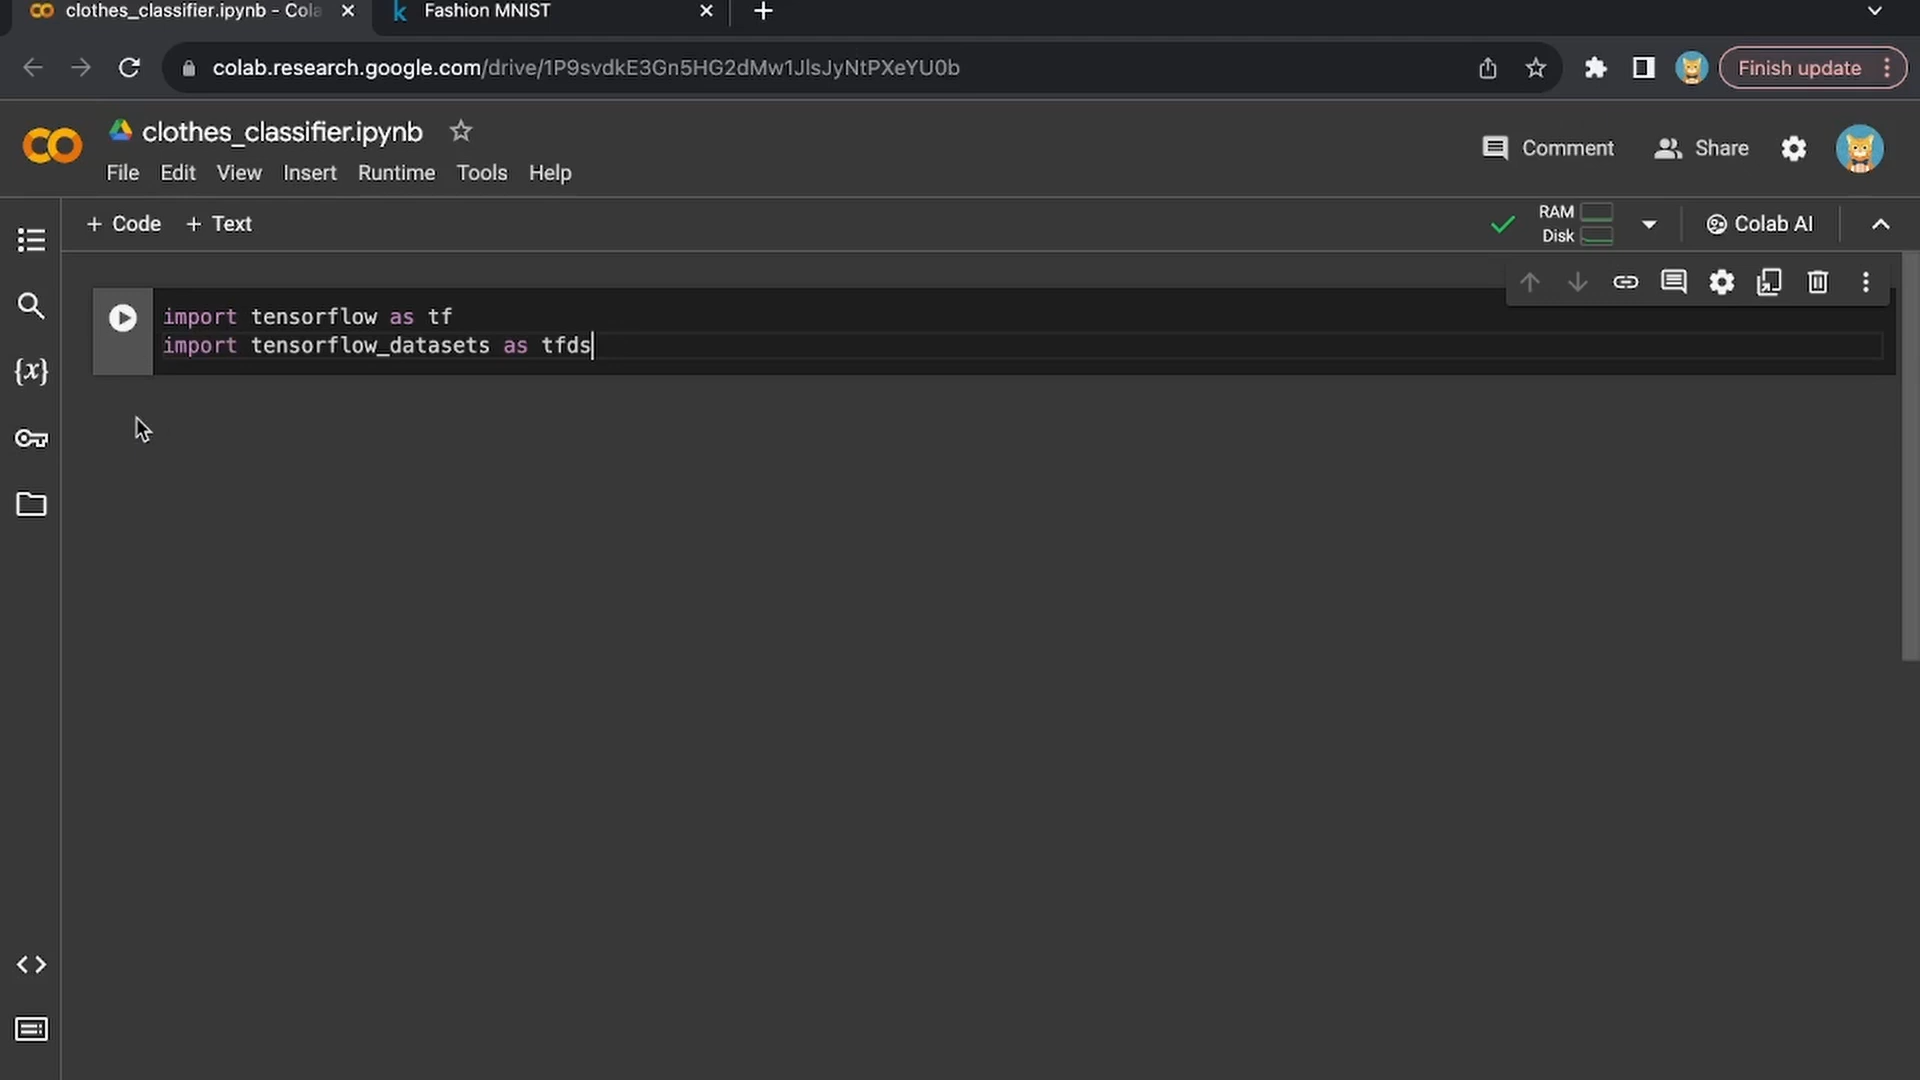 clothes_classifier.ipynb - Cola
Fashion MNIST
colab.research.google.com/drive/1P9svdkE3Gn5HG2dMw1JlsJyNtPXeYU0b
Finish update
clothes_classifier.ipynb
File Edit View Insert Runtime Tools Help
Comment
Share
+ Code + Text
RAM
Disk
Colab AI
import tensorflow as tf
import tensorflow_datasets as tfds
{x}